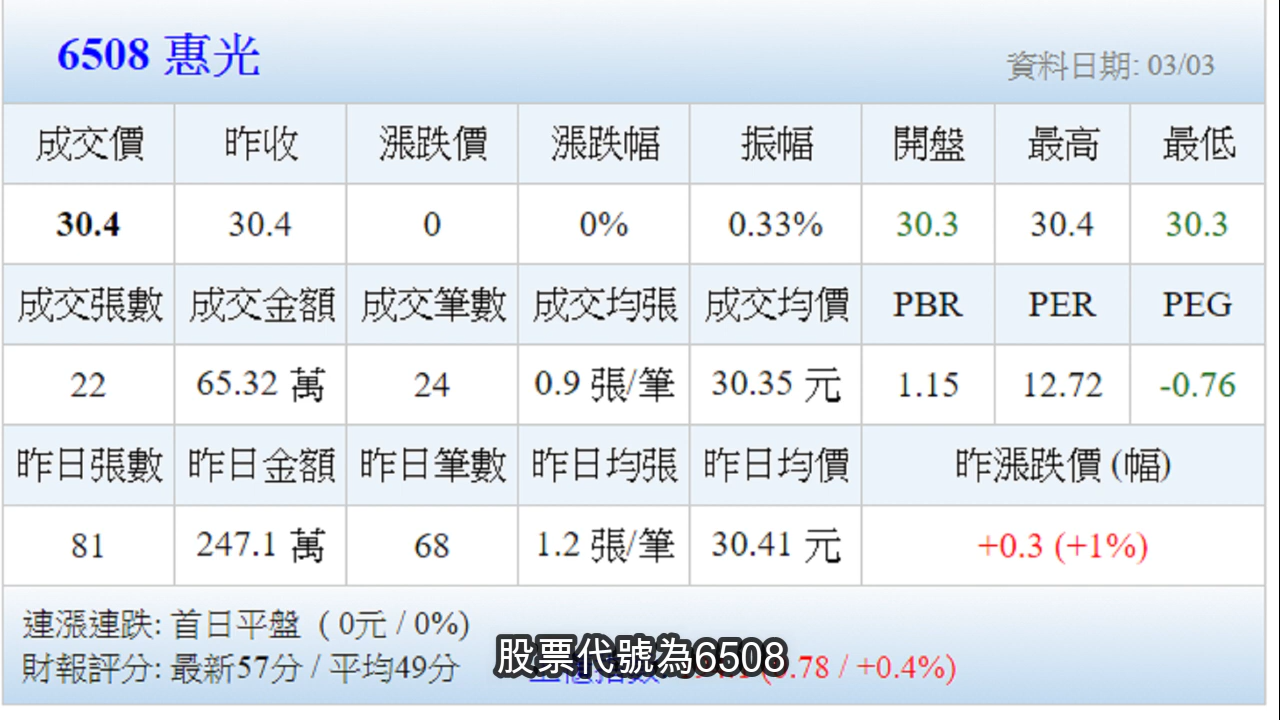 6508 惠光
資料日期: 03/03
成交價 昨收 漲跌價 漲跌幅 振幅 開盤 最高 最低
30.4 30.4 0 0% 0.33% 30.3 30.4 30.3
成交張數 成交金額 成交筆數 成交均張 成交均價 PBR PER PEG
22 65.32 萬 24 0.9 張/筆 30.35 元 1.15 12.72 -0.76
昨日張數 昨日金額 昨日筆數 昨日均張 昨日均價 昨漲跌價 (幅)
81 247.1 萬 68 1.2 張/筆 30.41 元 +0.3 (+1%)
連漲連跌: 首日平盤 ( 0元 / 0%)
財報評分: 最新57分 / 平均49分 .78 / +0.4%)
股票代號為6508